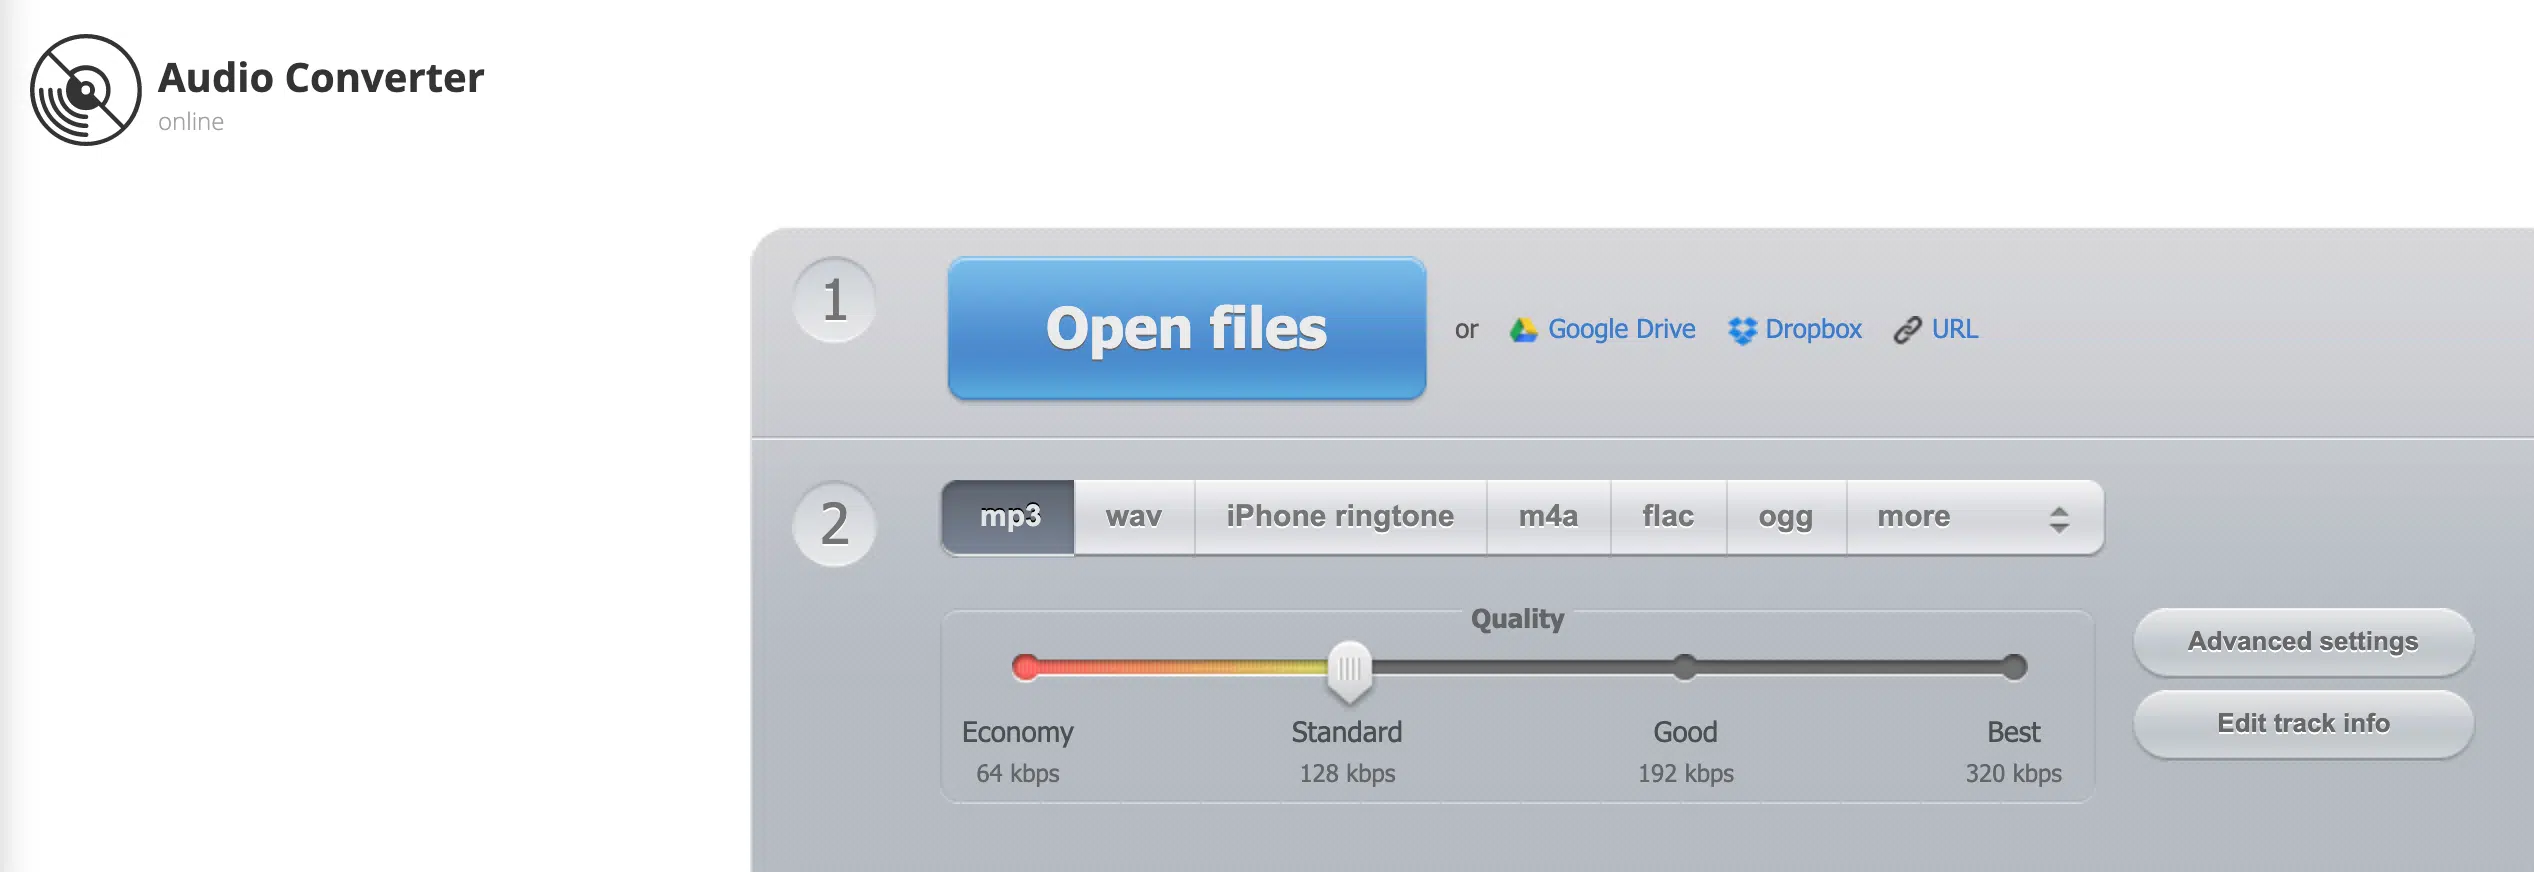 Audio Converter
online
1
Open files
or Google Drive Dropbox URL
2
mp3 wav iPhone ringtone m4a flac ogg more
Quality
Economy Standard Good Best
64 kbps 128 kbps 192 kbps 320 kbps
Advanced settings
Edit track info